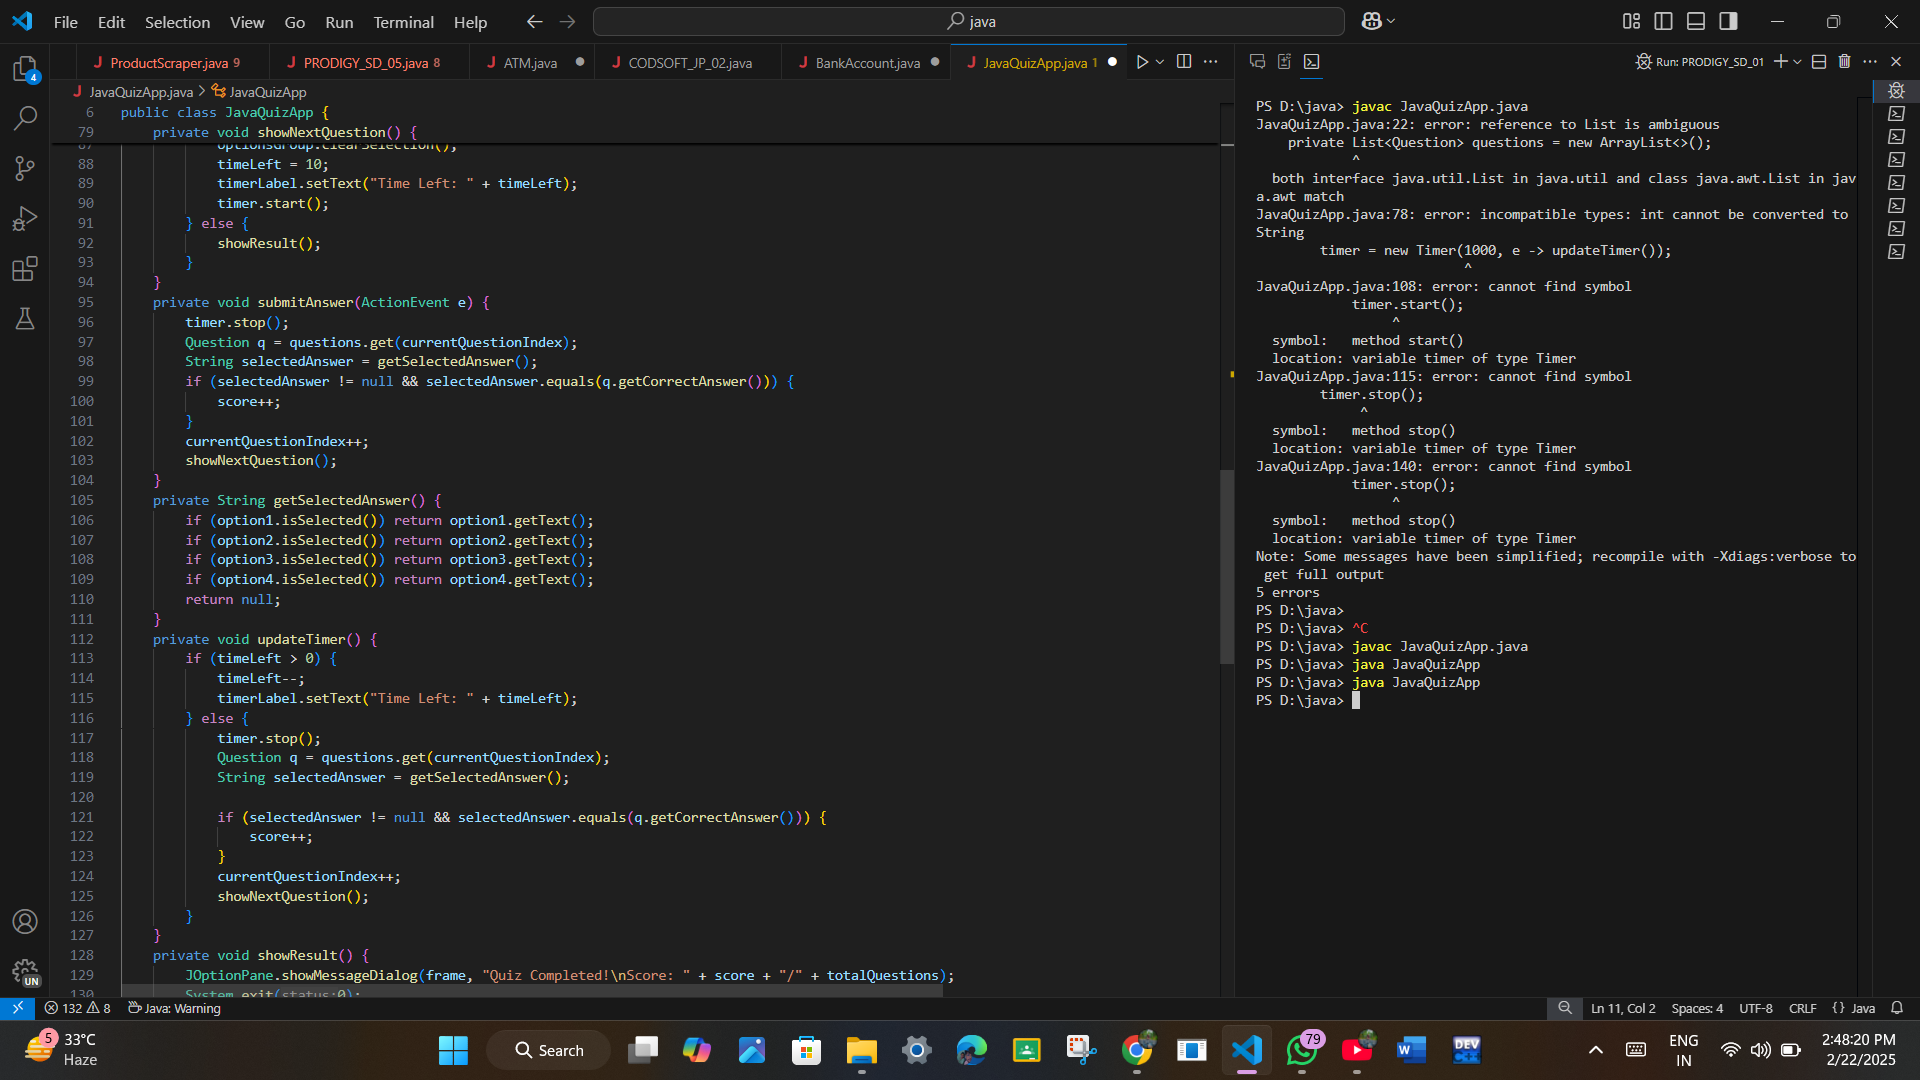 File Edit Selection View Go Run Terminal Help java
ProductScraper.java 9 PRODIGY_SD_05.java 8 ATM.java CODSOFT_JP_02.java BankAccount.java JavaQuizApp.java 1 Run: PRODIGY_SD_01
JavaQuizApp.java > JavaQuizApp
6 public class JavaQuizApp {
79 private void showNextQuestion() {
87 optionsGroup.clearSelection();
88 timeLeft = 10;
89 timerLabel.setText("Time Left: " + timeLeft);
90 timer.start();
91 } else {
92 showResult();
93 }
94 }
95 private void submitAnswer(ActionEvent e) {
96 timer.stop();
97 Question q = questions.get(currentQuestionIndex);
98 String selectedAnswer = getSelectedAnswer();
99 if (selectedAnswer != null && selectedAnswer.equals(q.getCorrectAnswer())) {
100 score++;
101 }
102 currentQuestionIndex++;
103 showNextQuestion();
104 }
105 private String getSelectedAnswer() {
106 if (option1.isSelected()) return option1.getText();
107 if (option2.isSelected()) return option2.getText();
108 if (option3.isSelected()) return option3.getText();
109 if (option4.isSelected()) return option4.getText();
110 return null;
111 }
112 private void updateTimer() {
113 if (timeLeft > 0) {
114 timeLeft--;
115 timerLabel.setText("Time Left: " + timeLeft);
116 } else {
117 timer.stop();
118 Question q = questions.get(currentQuestionIndex);
119 String selectedAnswer = getSelectedAnswer();
120
121 if (selectedAnswer != null && selectedAnswer.equals(q.getCorrectAnswer())) {
122 score++;
123 }
124 currentQuestionIndex++;
125 showNextQuestion();
126 }
127 }
128 private void showResult() {
129 JOptionPane.showMessageDialog(frame, "Quiz Completed!\nScore: " + score + "/" + totalQuestions);
130 System.exit(status:0);
PS D:\java> javac JavaQuizApp.java
JavaQuizApp.java:22: error: reference to List is ambiguous
private List<Question> questions = new ArrayList<>();
^
both interface java.util.List in java.util and class java.awt.List in jav
a.awt match
JavaQuizApp.java:78: error: incompatible types: int cannot be converted to
String
timer = new Timer(1000, e -> updateTimer());
^
JavaQuizApp.java:108: error: cannot find symbol
timer.start();
^
symbol: method start()
location: variable timer of type Timer
JavaQuizApp.java:115: error: cannot find symbol
timer.stop();
^
symbol: method stop()
location: variable timer of type Timer
JavaQuizApp.java:140: error: cannot find symbol
timer.stop();
^
symbol: method stop()
location: variable timer of type Timer
Note: Some messages have been simplified; recompile with -Xdiags:verbose to
get full output
5 errors
PS D:\java>
PS D:\java> ^C
PS D:\java> javac JavaQuizApp.java
PS D:\java> java JavaQuizApp
PS D:\java> java JavaQuizApp
PS D:\java>
4
UN
132 8 Java: Warning Ln 11, Col 2 Spaces: 4 UTF-8 CRLF {} Java
5 33°C
Haze
Search
79
W
DEV
C++
ENG
IN
2:48:20 PM
2/22/2025